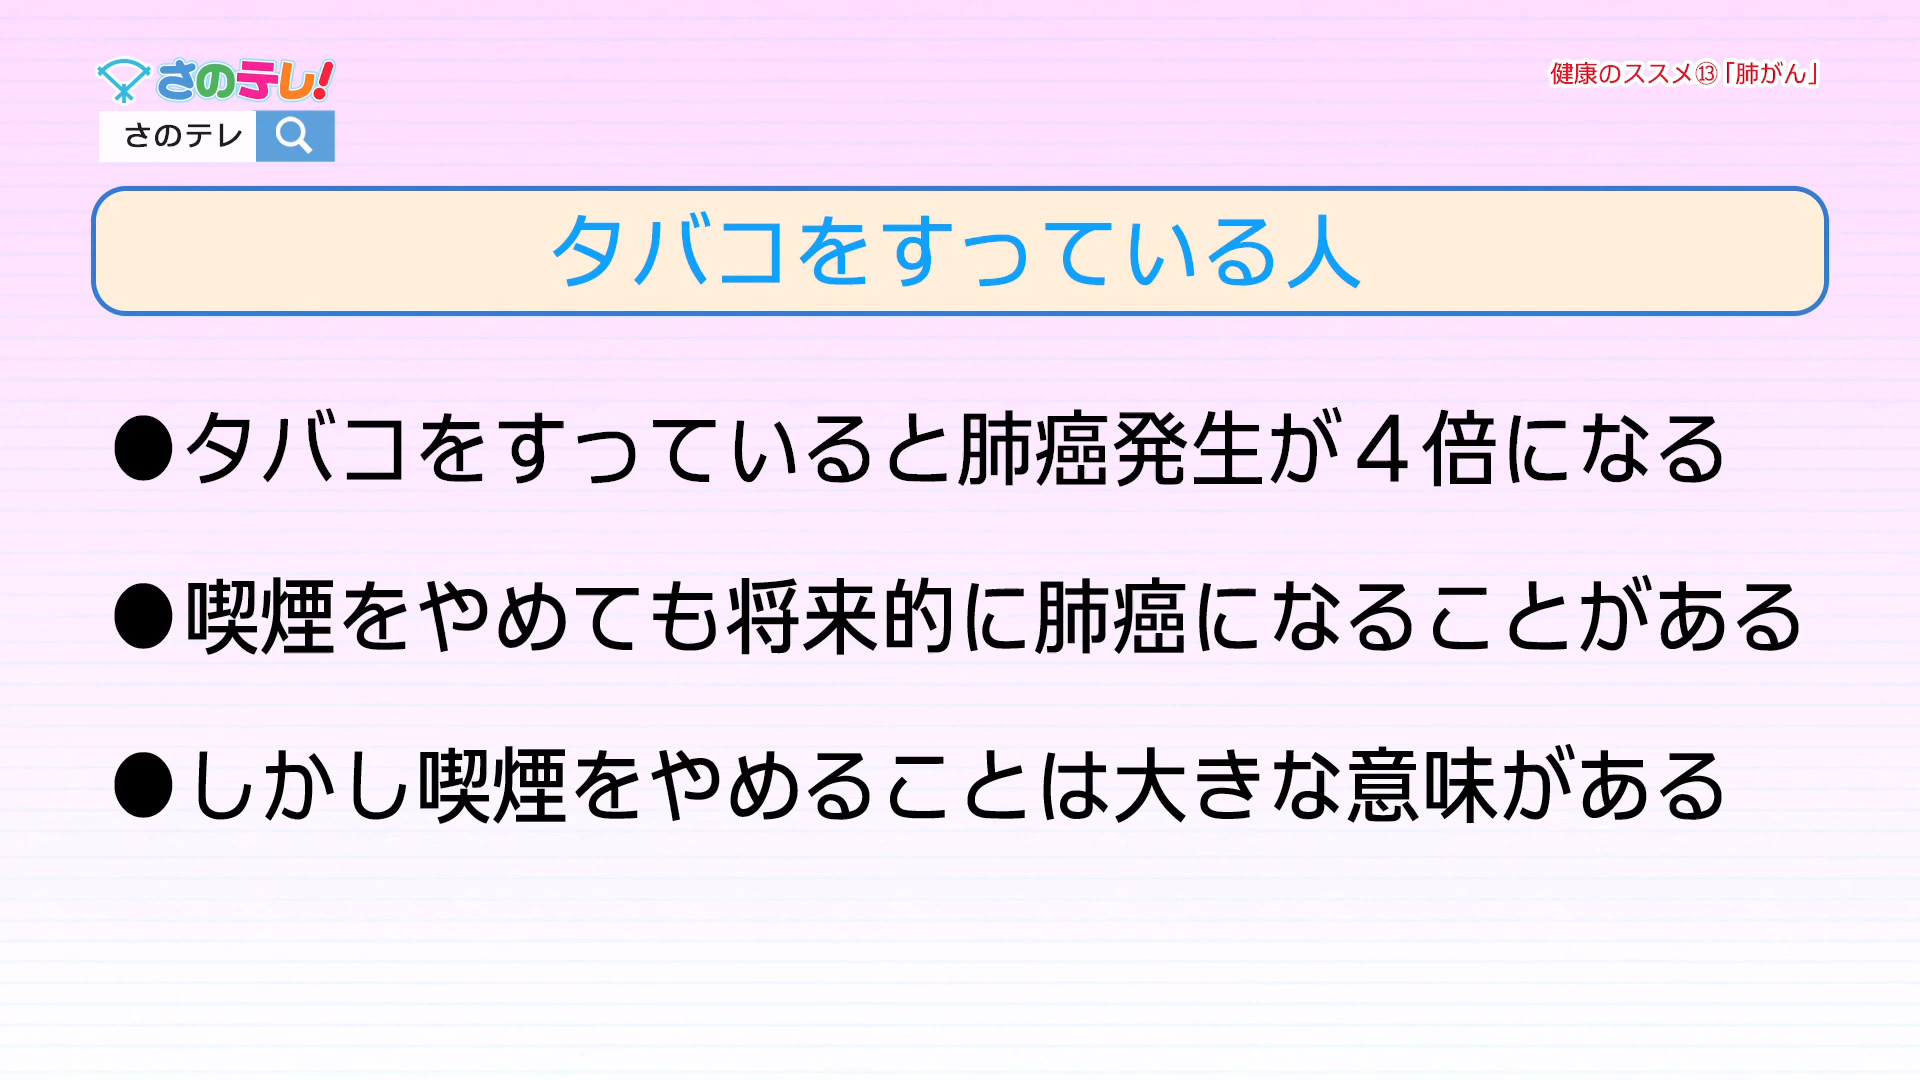 さのテレ!
健康のススメ⑬「肺がん」
さのテレ
タバコをすっている人
●タバコをすっていると肺癌発生が４倍になる
●喫煙をやめても将来的に肺癌になることがある
●しかし喫煙をやめることは大きな意味がある